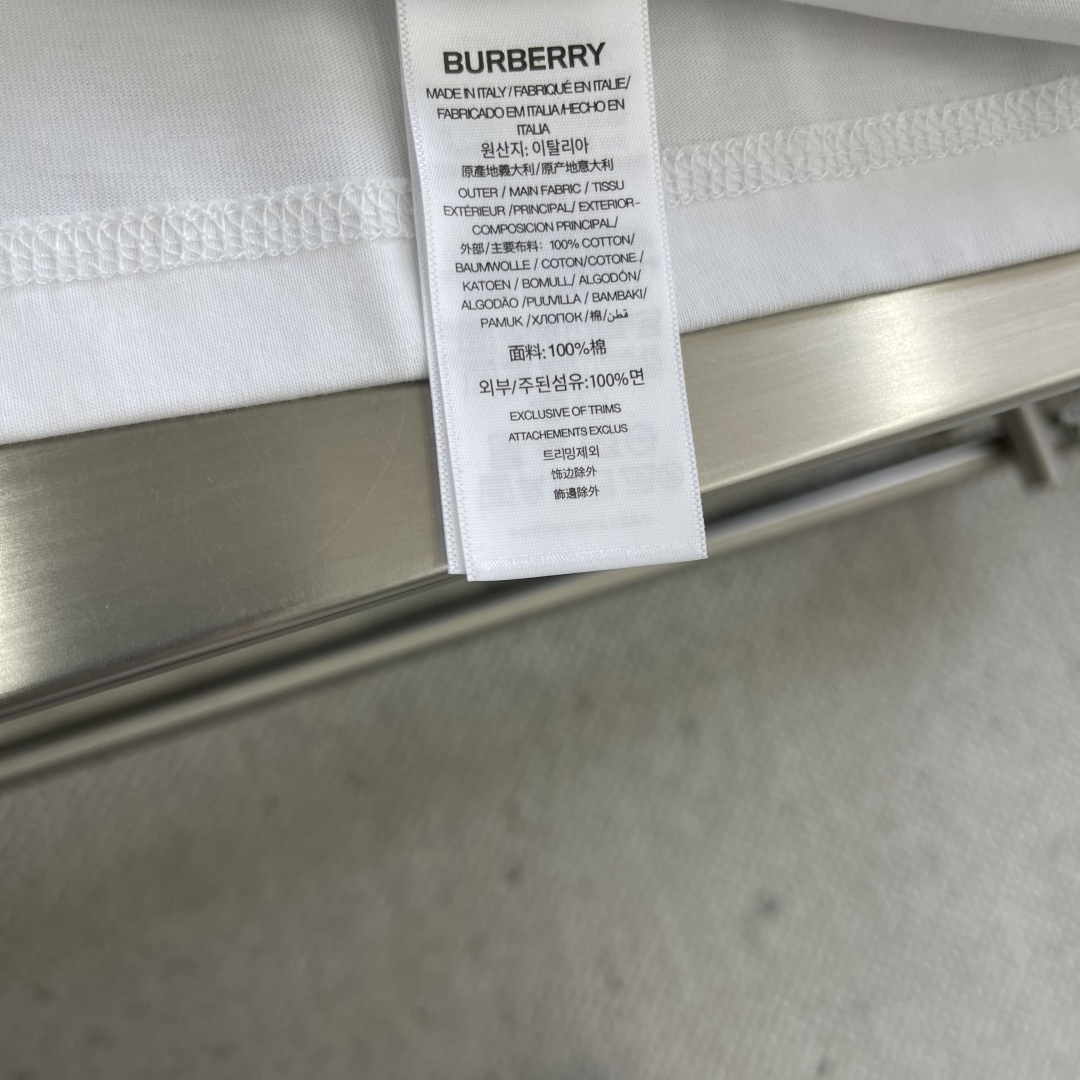 BURBERRY
MADE IN ITALY / FABRIQUÉ EN ITALIE/
FABRICADO EM ITALIA/HECHO EN
ITALIA
원산지: 이탈리아
原產地義大利/原产地意大利
OUTER / MAIN FABRIC / TISSU
EXTÉRIEUR /PRINCIPAL/ EXTERIOR-
COMPOSICION PRINCIPAL/
外部/主要布料: 100% COTTON/
BAUMWOLLE / COTON/COTONE /
KATOEN / BOMULL/ ALGODÓN/
ALGODÃO /PUUVILLA / BAMBAKI/
PAMUK /ХЛОПОК /棉/قطن
面料: 100%棉
외부/주된섬유:100%면
EXCLUSIVE OF TRIMS
ATTACHEMENTS EXCLUS
트리밍제외
饰边除外
飾邊除外